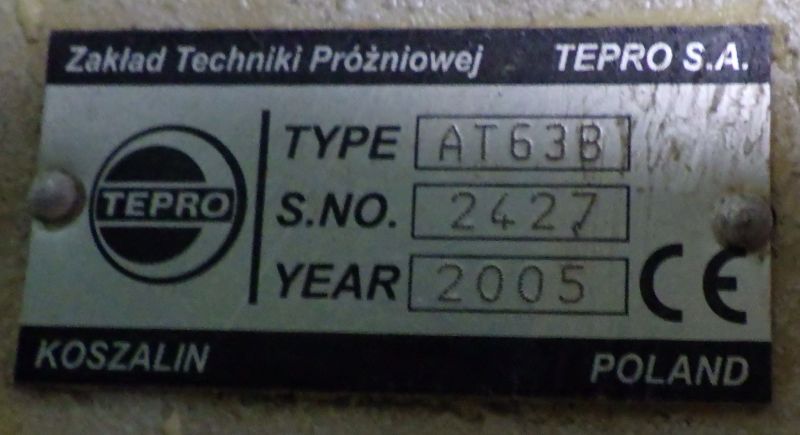 Zakład Techniki Próżniowej TEPRO S.A.
TEPRO
TYPE AT63B
S.NO. 2427
YEAR 2005
CE
KOSZALIN POLAND